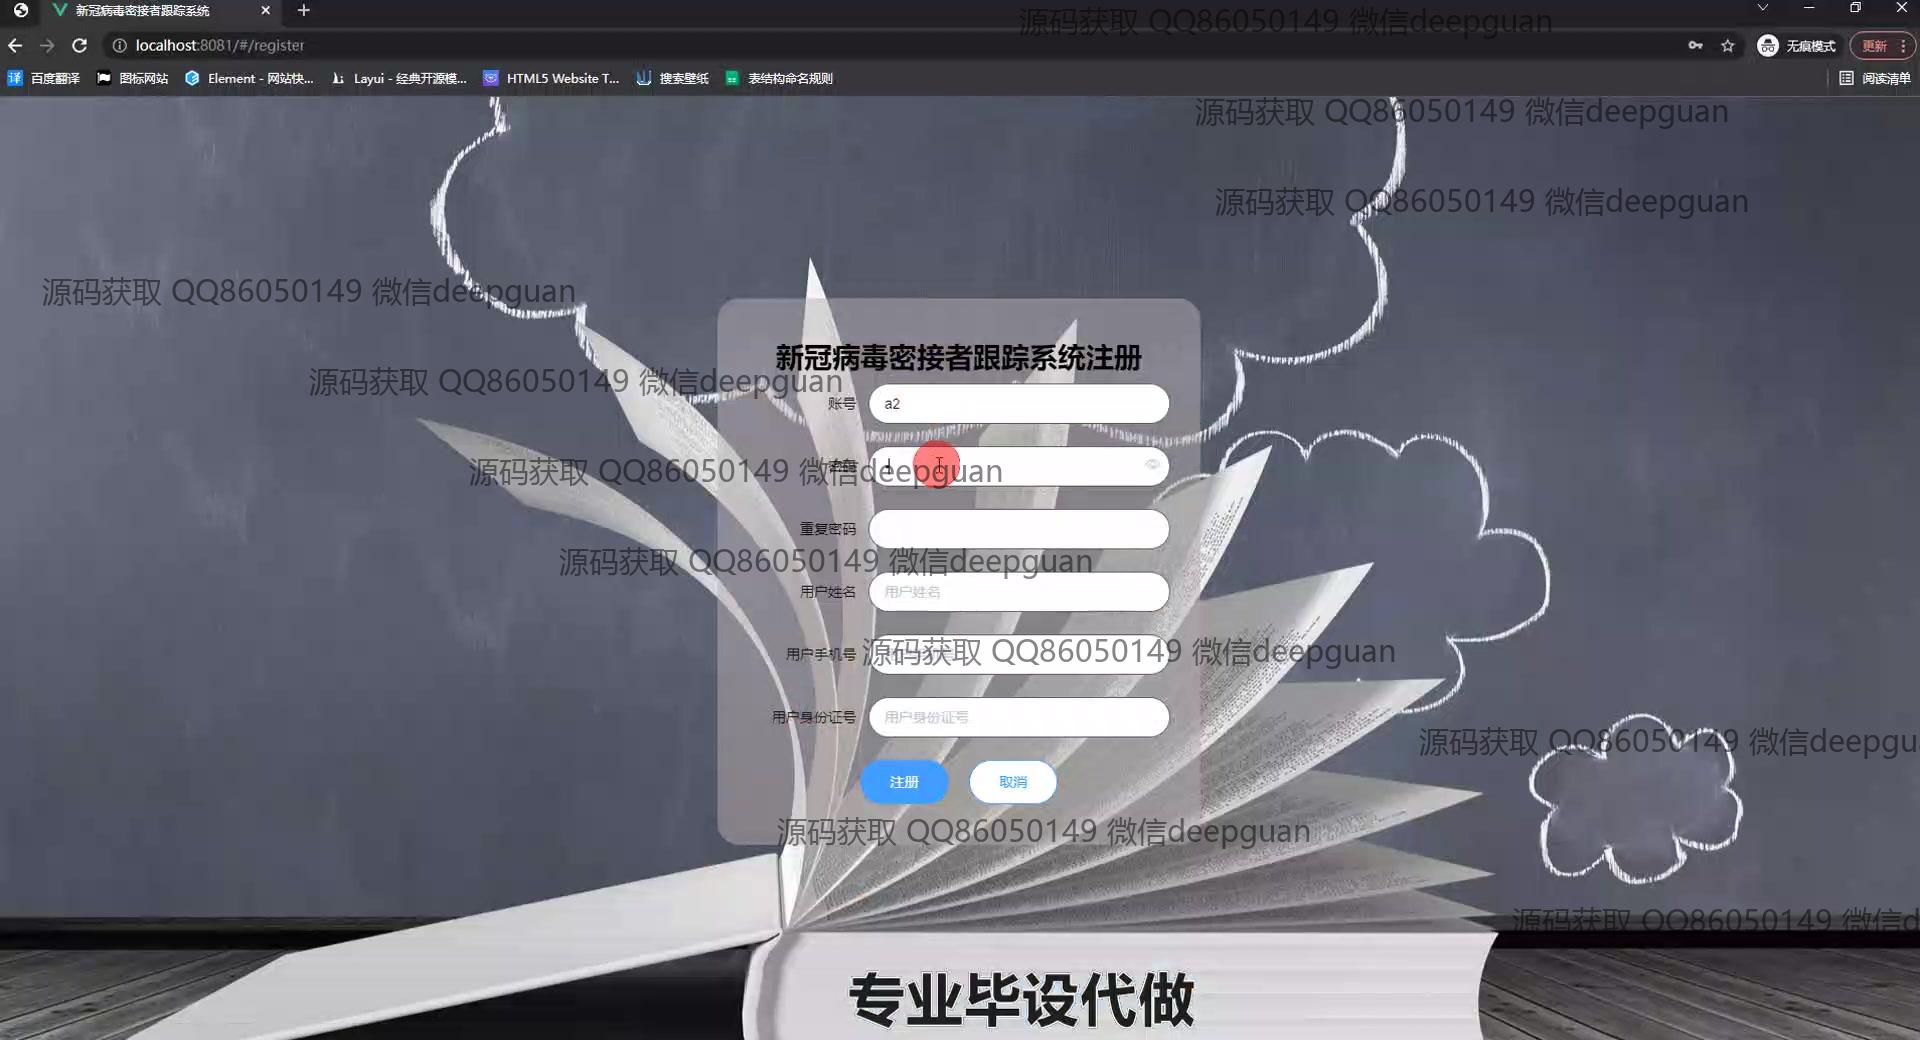 新冠病毒密接者跟踪系统
localhost:8081/#/register
无痕模式
更新
百度翻译
图标网站
Element - 网站快...
Layui - 经典开源模...
HTML5 Website T...
搜索壁纸
表结构命名规则
阅读清单
源码获取 QQ86050149 微信deepguan
源码获取 QQ86050149 微信deepguan
源码获取 QQ86050149 微信deepguan
源码获取 QQ86050149 微信deepguan
新冠病毒密接者跟踪系统注册
源码获取 QQ86050149 微信deepguan
账号
a2
源码获取 QQ86050149 微信deepguan
重复密码
源码获取 QQ86050149 微信deepguan
用户姓名
用户姓名
用户手机号
源码获取 QQ86050149 微信deepguan
用户身份证号
用户身份证号
源码获取 QQ86050149 微信deepgu
注册
取消
源码获取 QQ86050149 微信deepguan
源码获取 QQ86050149 微信d
专业毕设代做